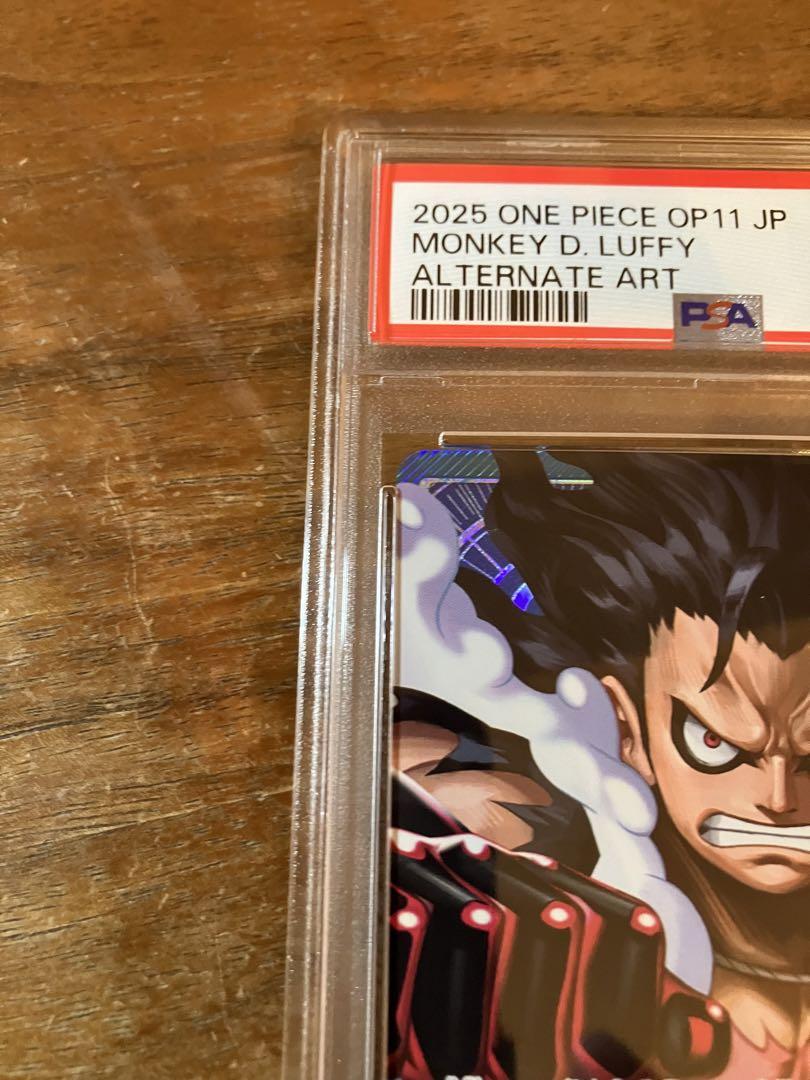 2025 ONE PIECE OP11 JP
MONKEY D. LUFFY
ALTERNATE ART
PSA